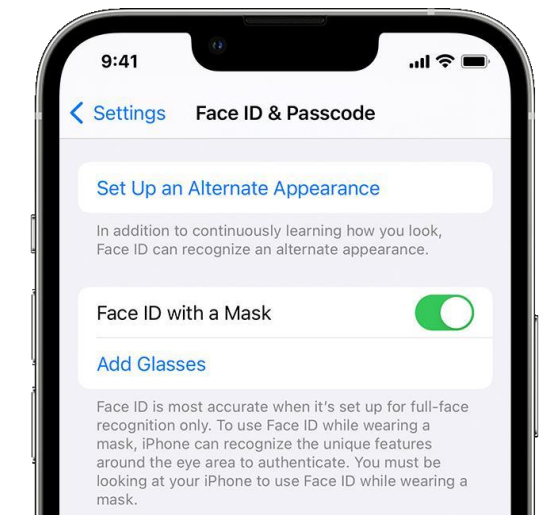 9:41
Settings
Face ID & Passcode
Set Up an Alternate Appearance
In addition to continuously learning how you look,
Face ID can recognize an alternate appearance.
Face ID with a Mask
Add Glasses
Face ID is most accurate when it’s set up for full-face
recognition only. To use Face ID while wearing a
mask, iPhone can recognize the unique features
around the eye area to authenticate. You must be
looking at your iPhone to use Face ID while wearing a
mask.